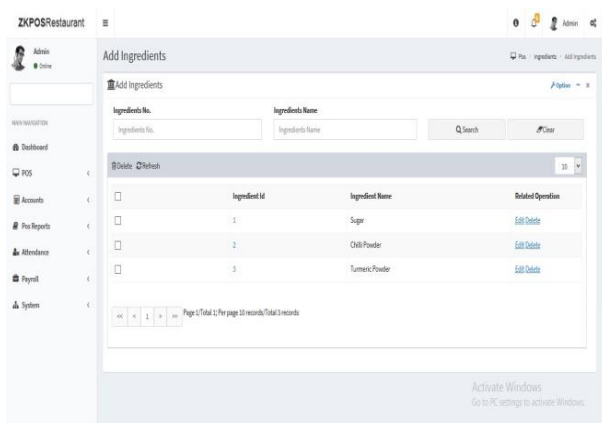 ZKPOSRestaurant
Admin
Admin
Online
Add Ingredients
Pos / Ingredients / Add Ingredients
Add Ingredients
Option
Ingredients No.
Ingredients Name
Ingredients No.
Ingredients Name
Search
Clear
MAIN NAVIGATION
Dashboard
POS
Accounts
Pos Reports
Attendance
Payroll
System
Delete Refresh
10
Ingredient Id Ingredient Name Related Operation
1 Sugar Edit Delete
2 Chilli Powder Edit Delete
3 Turmeric Powder Edit Delete
<< < 1 > >> Page 1/Total 1; Per page 10 records/Total 3 records
Activate Windows
Go to PC settings to activate Windows.